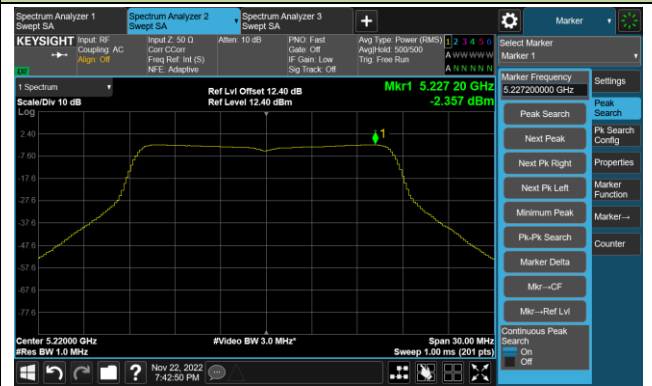 Spectrum Analyzer 1
Swept SA
Spectrum Analyzer 2
Swept SA
Spectrum Analyzer 3
Swept SA
Marker
KEYSIGHT
Input: RF
Coupling: AC
Align: Off
Input Z: 50 Ω
Corr CCorr
Freq Ref: Int (S)
NFE: Adaptive
Atten: 10 dB
PNO: Fast
Gate: Off
IF Gain: Low
Sig Track: Off
Avg Type: Power (RMS)
Avg|Hold: 500/500
Trig: Free Run
1 2 3 4 5 6
A W W W W W
A N N N N N
Select Marker
Marker 1
LXI
1 Spectrum
Scale/Div 10 dB
Ref Lvl Offset 12.40 dB
Ref Level 12.40 dBm
Mkr1 5.227 20 GHz
-2.357 dBm
Log
2.40
-7.60
-17.6
-27.6
-37.6
-47.6
-57.6
-67.6
-77.6
1
Center 5.22000 GHz
#Res BW 1.0 MHz
#Video BW 3.0 MHz*
Span 30.00 MHz
Sweep 1.00 ms (201 pts)
Marker Frequency
5.227200000 GHz
Peak Search
Next Peak
Next Pk Right
Next Pk Left
Minimum Peak
Pk-Pk Search
Marker Delta
Mkr→CF
Mkr→Ref Lvl
Continuous Peak
Search
On
Off
Settings
Peak
Search
Pk Search
Config
Properties
Marker
Function
Marker→
Counter
Nov 22, 2022
7:42:50 PM